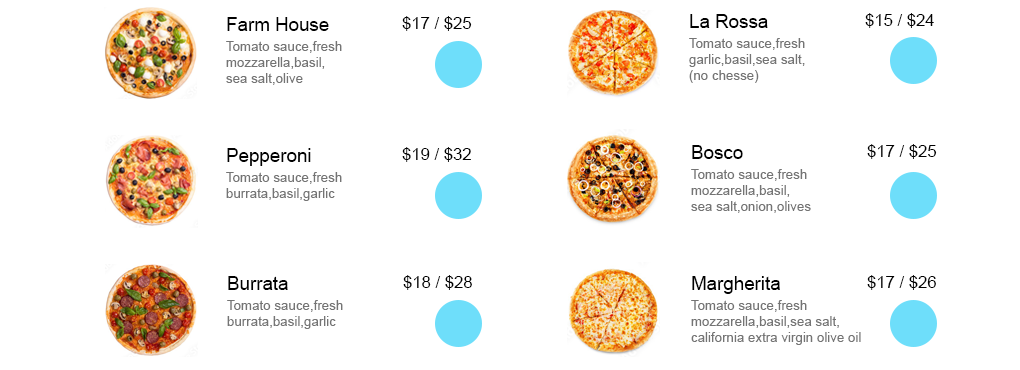 Farm House $17 / $25
Tomato sauce,fresh
mozzarella,basil,
sea salt,olive
La Rossa $15 / $24
Tomato sauce,fresh
garlic,basil,sea salt,
(no chesse)
Pepperoni $19 / $32
Tomato sauce,fresh
burrata,basil,garlic
Bosco $17 / $25
Tomato sauce,fresh
mozzarella,basil,
sea salt,onion,olives
Burrata $18 / $28
Tomato sauce,fresh
burrata,basil,garlic
Margherita $17 / $26
Tomato sauce,fresh
mozzarella,basil,sea salt,
california extra virgin olive oil